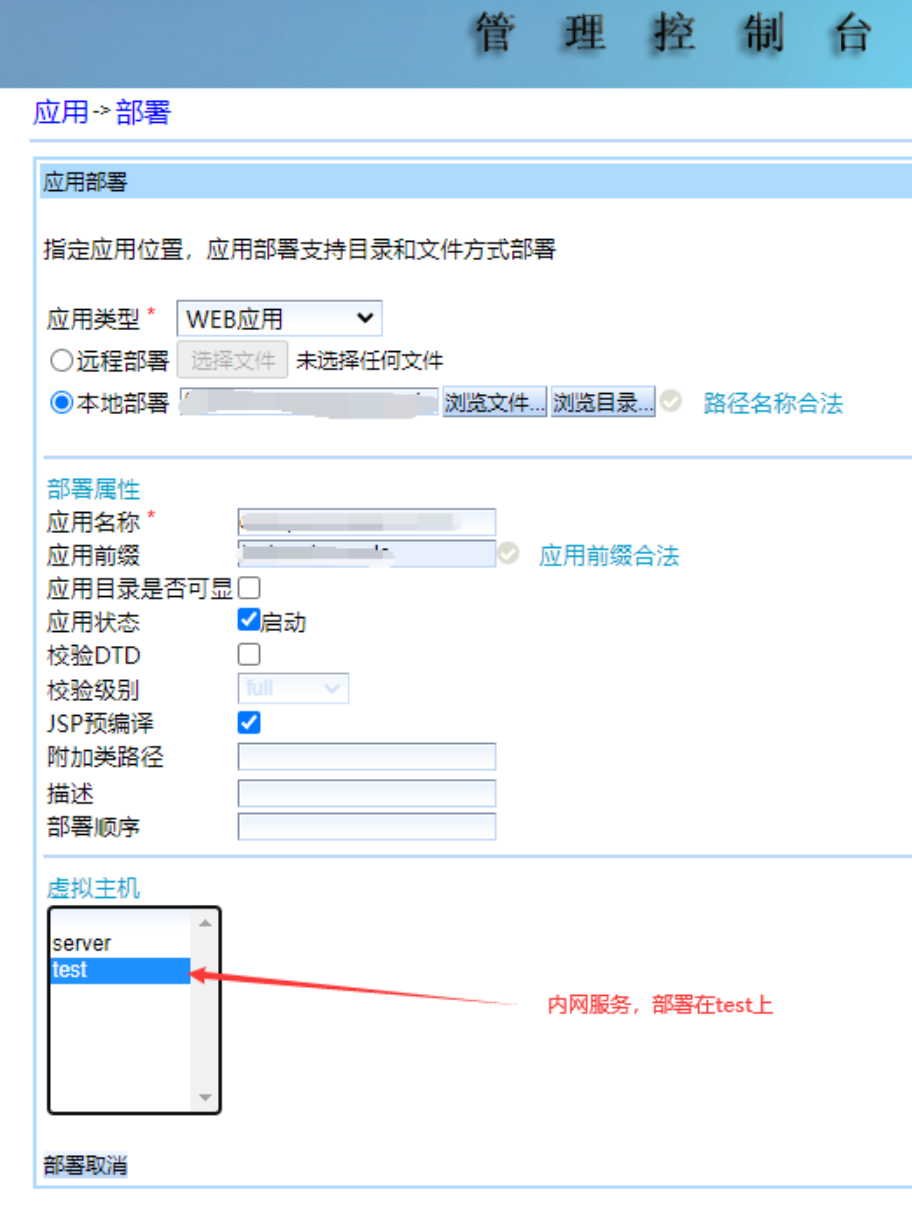 管理控制台
应用->部署
应用部署
指定应用位置，应用部署支持目录和文件方式部署
应用类型* WEB应用
远程部署 选择文件 未选择任何文件
本地部署 浏览文件... 浏览目录... 路径名称合法
部署属性
应用名称*
应用前缀 应用前缀合法
应用目录是否可显
应用状态 启动
校验DTD
校验级别 full
JSP预编译
附加类路径
描述
部署顺序
虚拟主机
server
test
内网服务，部署在test上
部署取消